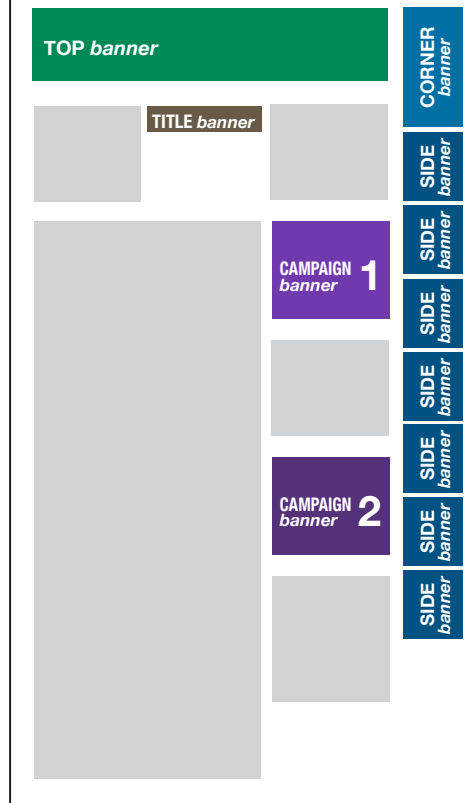 TOP banner
TITLE banner
CAMPAIGN
banner
1
CAMPAIGN
banner
2
CORNER
banner
SIDE
banner
SIDE
banner
SIDE
banner
SIDE
banner
SIDE
banner
SIDE
banner
SIDE
banner